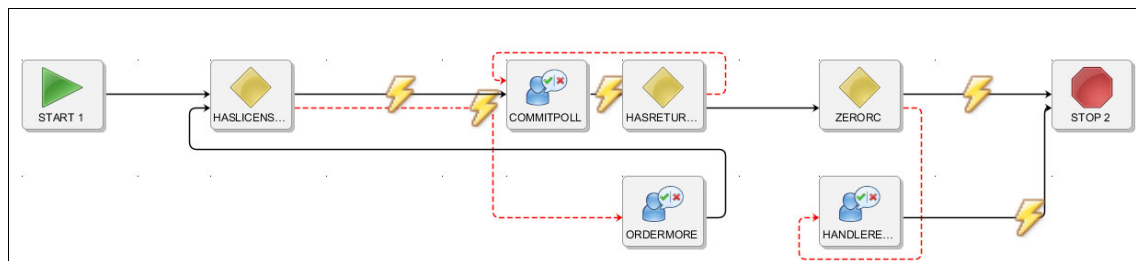 START 1
HASLICENS...
COMMITPOLL
HASRETUR...
ZERORC
STOP 2
ORDERMORE
HANDLERE...